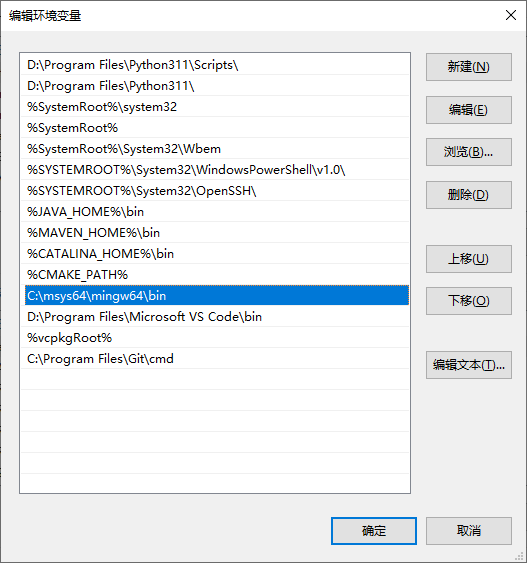 编辑环境变量
D:\Program Files\Python311\Scripts\
D:\Program Files\Python311\
%SystemRoot%\system32
%SystemRoot%
%SystemRoot%\System32\Wbem
%SYSTEMROOT%\System32\WindowsPowerShell\v1.0\
%SYSTEMROOT%\System32\OpenSSH\
%JAVA_HOME%\bin
%MAVEN_HOME%\bin
%CATALINA_HOME%\bin
%CMAKE_PATH%
C:\msys64\mingw64\bin
D:\Program Files\Microsoft VS Code\bin
%vcpkgRoot%
C:\Program Files\Git\cmd
新建(N)
编辑(E)
浏览(B)...
删除(D)
上移(U)
下移(O)
编辑文本(T)...
确定
取消